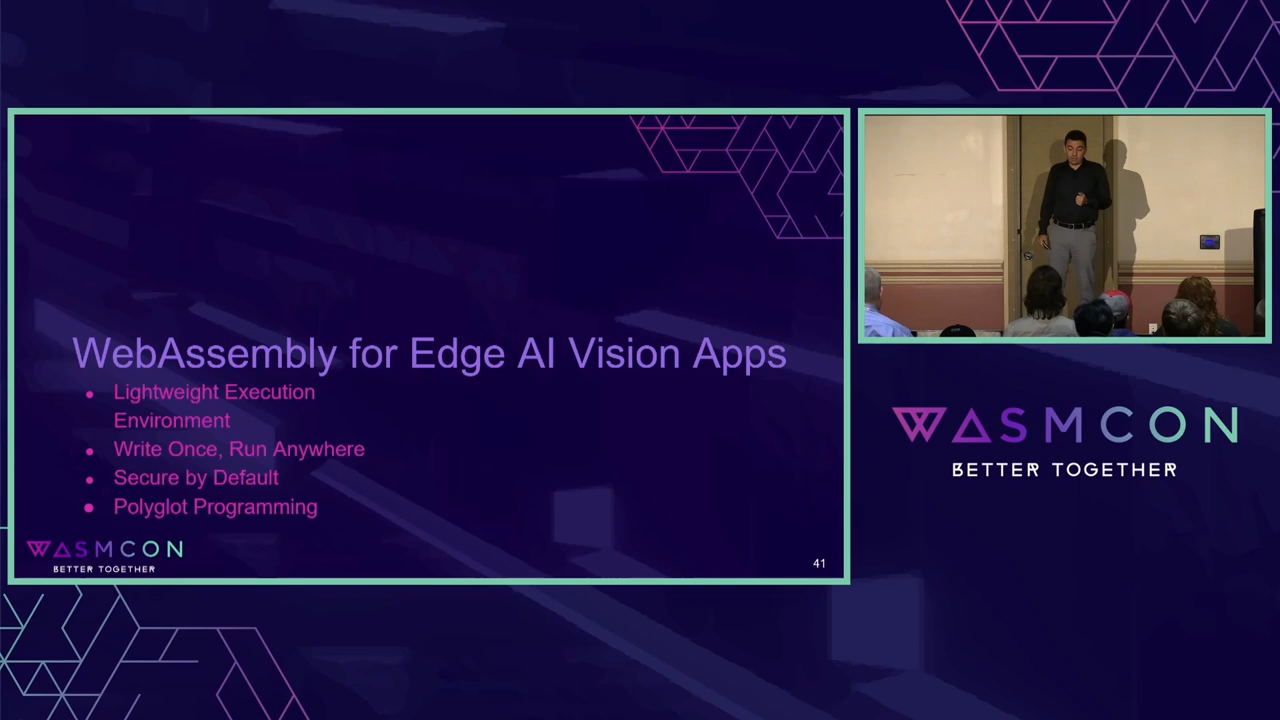 WebAssembly for Edge AI Vision Apps
• Lightweight Execution
Environment
• Write Once, Run Anywhere
• Secure by Default
• Polyglot Programming
WASMCON
BETTER TOGETHER
41
WASMCON
BETTER TOGETHER